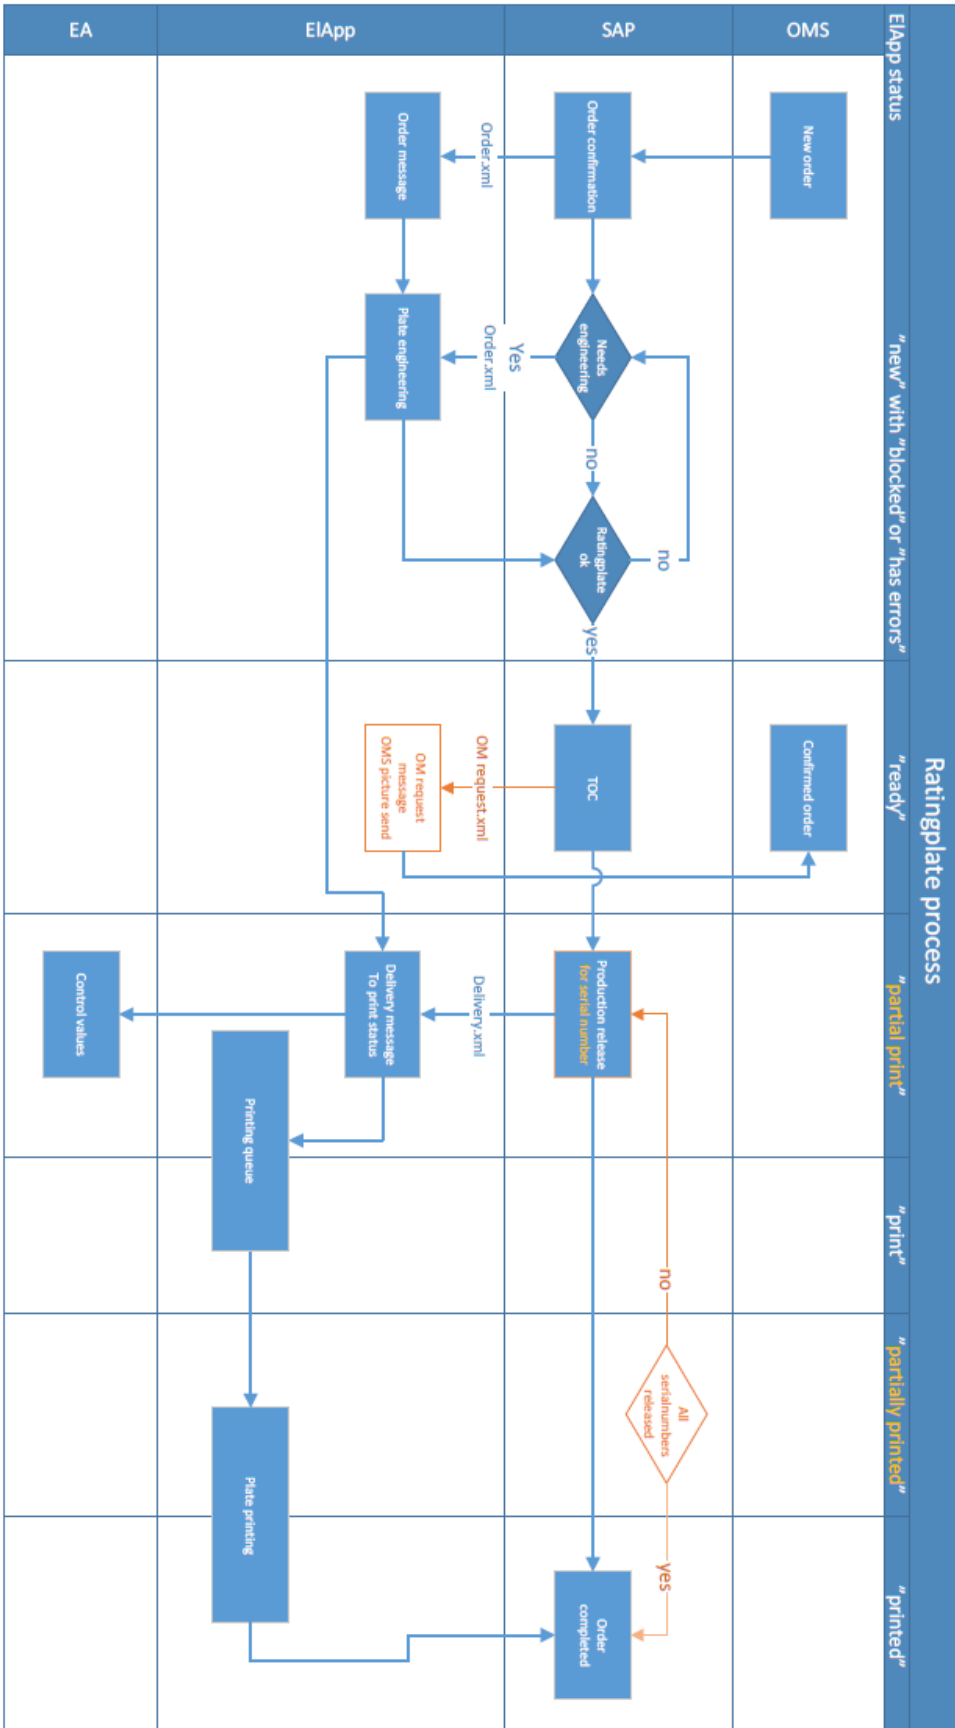 Ratingplate process
ElApp status
"new" with "blocked" or "has errors"
"ready"
"partial print"
"print"
"partially printed"
"printed"
OMS
New order
Confirmed order
SAP
Order confirmation
Needs
engineering
no
Ratingplate
ok
no
yes
TOC
Production release
for serial number
no
All
serialnumbers
released
yes
Order
completed
Order.xml
Yes
Order.xml
OM request.xml
Delivery.xml
ElApp
Order message
Plate engineering
OM request
message
OMS picture send
Delivery message
To print status
Printing queue
Plate printing
EA
Control values